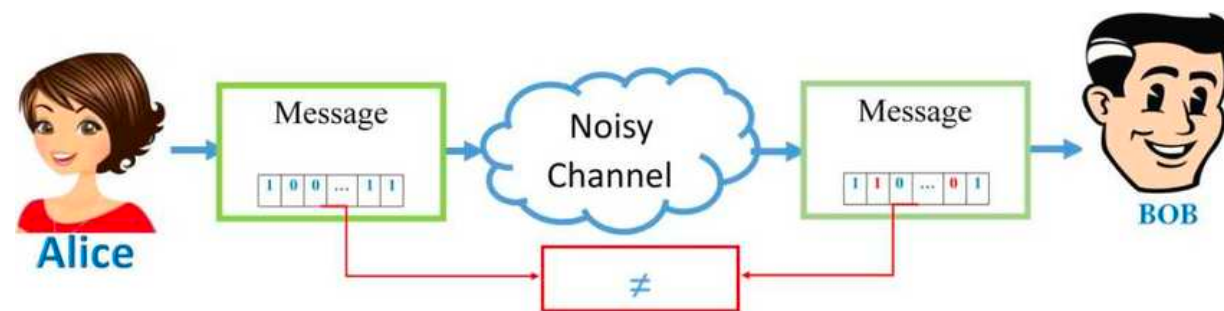 Alice
Message
1 0 0 ... 1 1
Noisy
Channel
Message
1 1 0 ... 0 1
BOB
≠